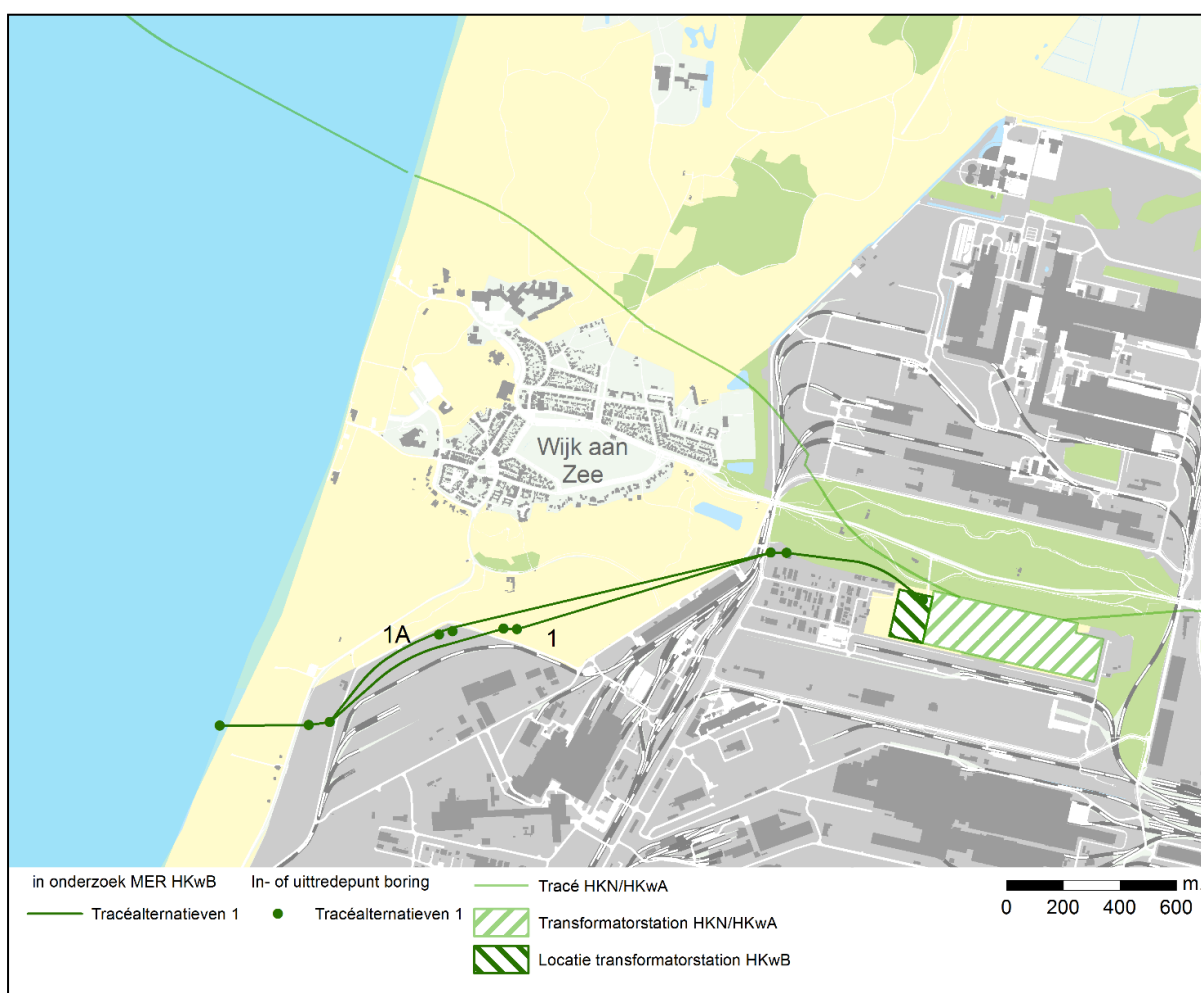 Wijk aan
Zee
1A
1
in onderzoek MER HKwB
In- of uittredepunt boring
Tracéalternatieven 1
Tracéalternatieven 1
Tracé HKN/HKwA
Transformatorstation HKN/HKwA
Locatie transformatorstation HKwB
m.
0 200 400 600